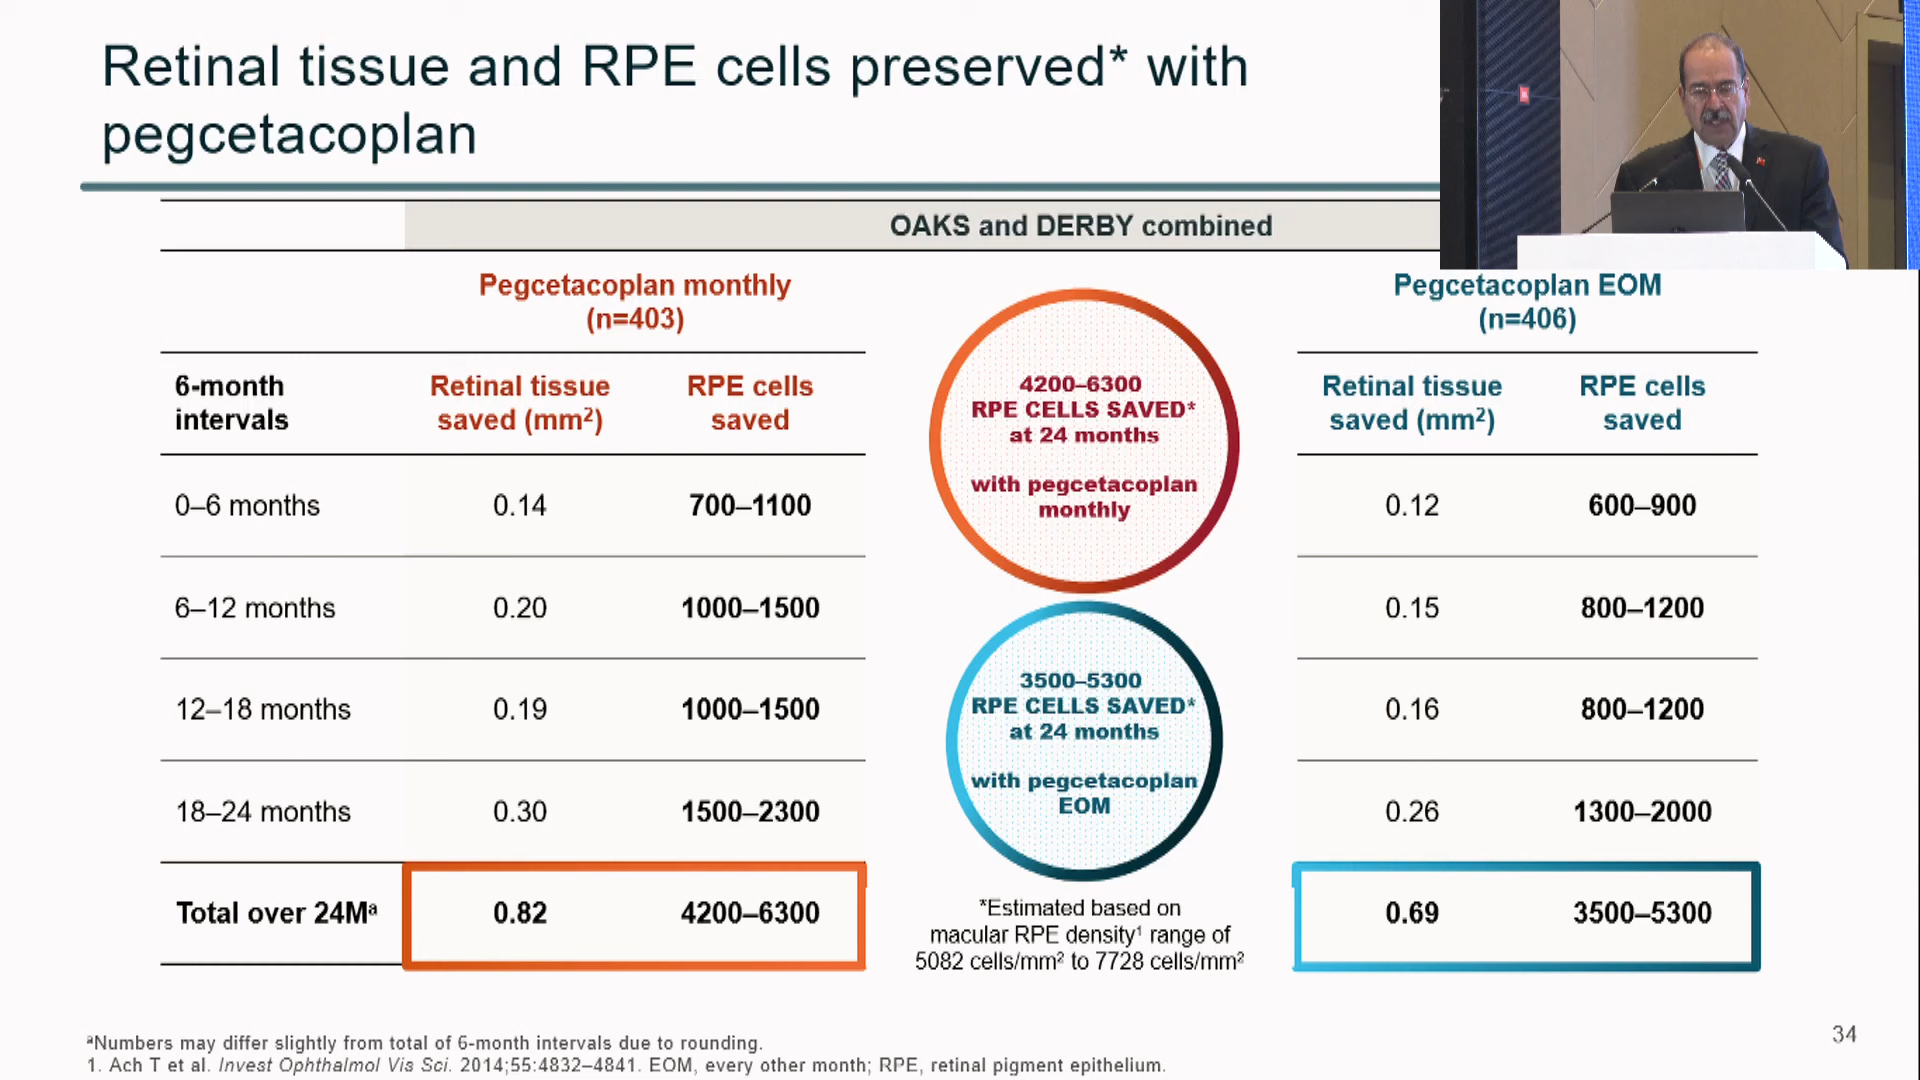 Retinal tissue and RPE cells preserved* with
pegcetacoplan
OAKS and DERBY combined
Pegcetacoplan monthly
(n=403)
Pegcetacoplan EOM
(n=406)
6-month
intervals
Retinal tissue
saved (mm²)
RPE cells
saved
Retinal tissue
saved (mm²)
RPE cells
saved
0–6 months 0.14 700–1100 0.12 600–900
6–12 months 0.20 1000–1500 0.15 800–1200
12–18 months 0.19 1000–1500 0.16 800–1200
18–24 months 0.30 1500–2300 0.26 1300–2000
Total over 24Mᵃ 0.82 4200–6300 0.69 3500–5300
4200–6300
RPE CELLS SAVED*
at 24 months
with pegcetacoplan
monthly
3500–5300
RPE CELLS SAVED*
at 24 months
with pegcetacoplan
EOM
*Estimated based on
macular RPE density¹ range of
5082 cells/mm² to 7728 cells/mm²
ᵃNumbers may differ slightly from total of 6-month intervals due to rounding.
1. Ach T et al. Invest Ophthalmol Vis Sci. 2014;55:4832–4841. EOM, every other month; RPE, retinal pigment epithelium.
34